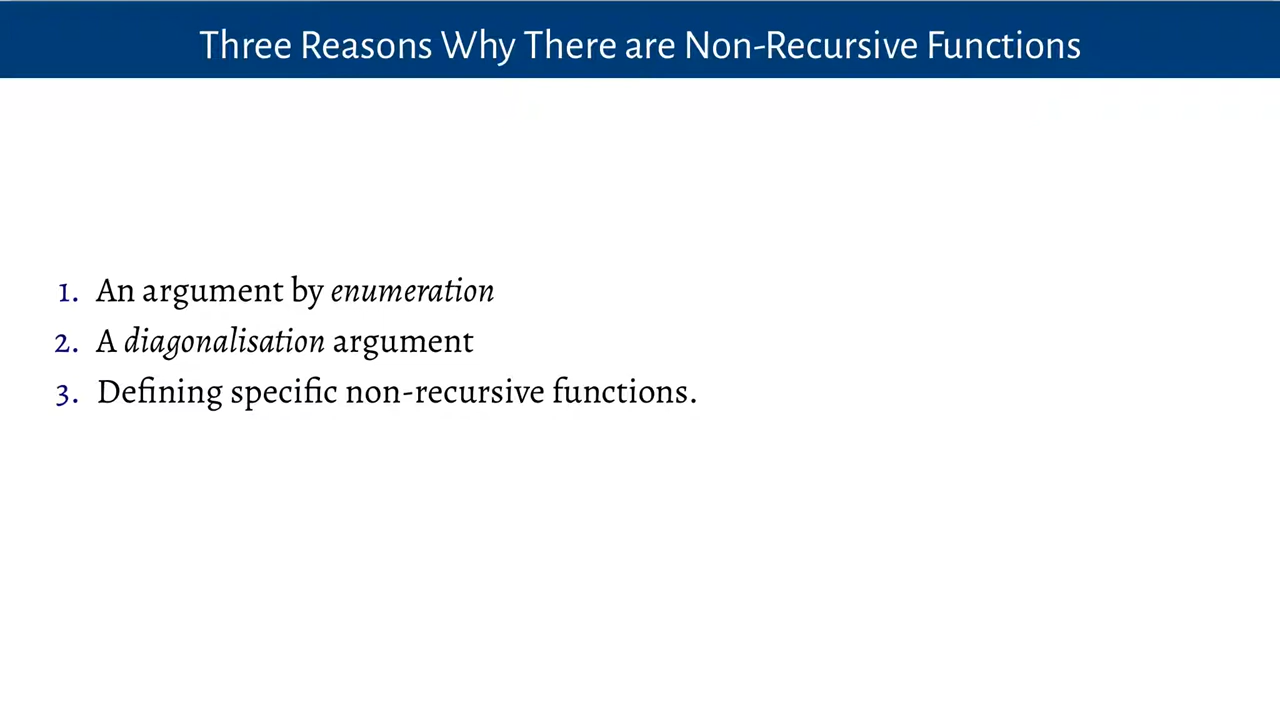 Three Reasons Why There are Non-Recursive Functions
1. An argument by enumeration
2. A diagonalisation argument
3. Defining specific non-recursive functions.